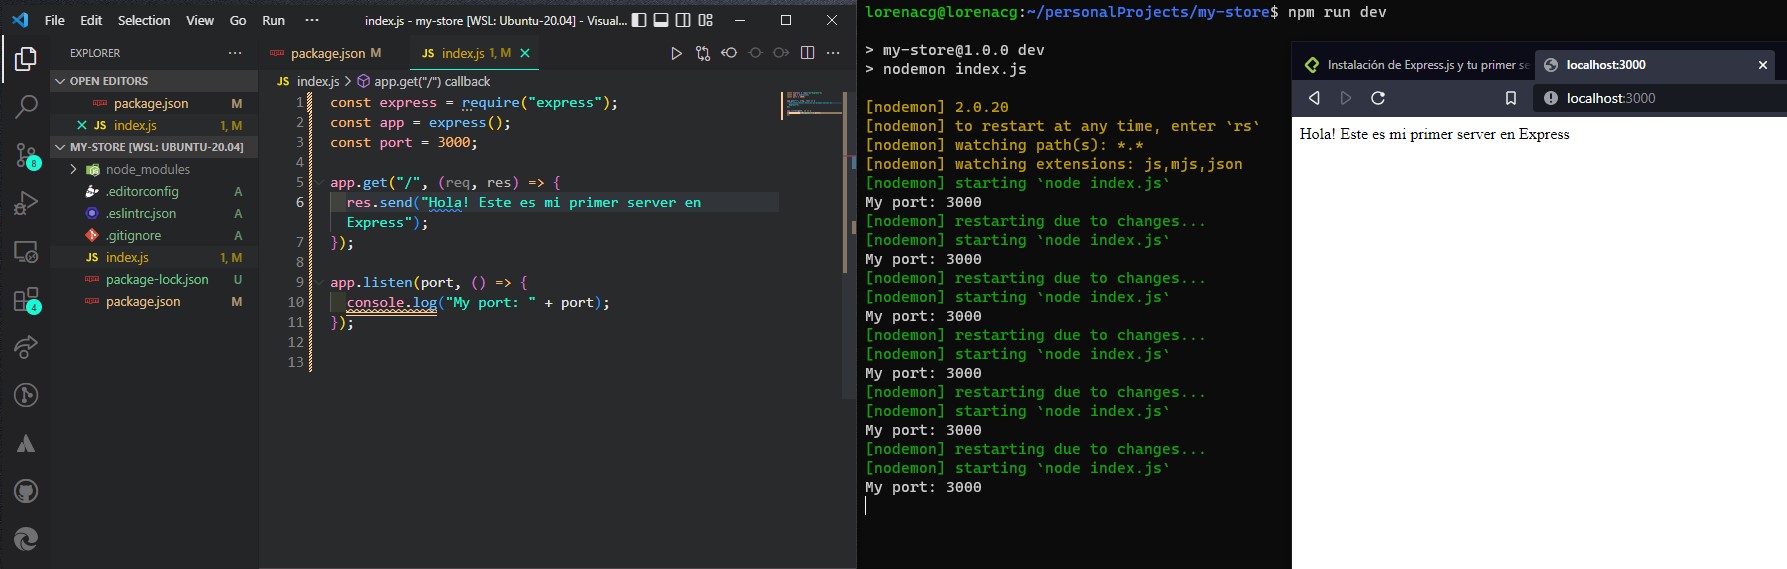 File Edit Selection View Go Run ··· index.js - my-store [WSL: Ubuntu-20.04] - Visual...
EXPLORER ···
OPEN EDITORS
package.json M
index.js 1, M
MY-STORE [WSL: UBUNTU-20.04]
node_modules
.editorconfig A
.eslintrc.json A
.gitignore A
index.js 1, M
package-lock.json U
package.json M
8
4
package.json M index.js 1, M
index.js > app.get("/") callback
1 const express = require("express");
2 const app = express();
3 const port = 3000;
4
5 app.get("/", (req, res) => {
6 res.send("Hola! Este es mi primer server en
Express");
7 });
8
9 app.listen(port, () => {
10 console.log("My port: " + port);
11 });
12
13
lorenacg@lorenacg:~/personalProjects/my-store$ npm run dev
> my-store@1.0.0 dev
> nodemon index.js
[nodemon] 2.0.20
[nodemon] to restart at any time, enter `rs`
[nodemon] watching path(s): *.*
[nodemon] watching extensions: js,mjs,json
[nodemon] starting `node index.js`
My port: 3000
[nodemon] restarting due to changes...
[nodemon] starting `node index.js`
My port: 3000
[nodemon] restarting due to changes...
[nodemon] starting `node index.js`
My port: 3000
[nodemon] restarting due to changes...
[nodemon] starting `node index.js`
My port: 3000
[nodemon] restarting due to changes...
[nodemon] starting `node index.js`
My port: 3000
[nodemon] restarting due to changes...
[nodemon] starting `node index.js`
My port: 3000
Instalación de Express.js y tu primer se localhost:3000
localhost:3000
Hola! Este es mi primer server en Express